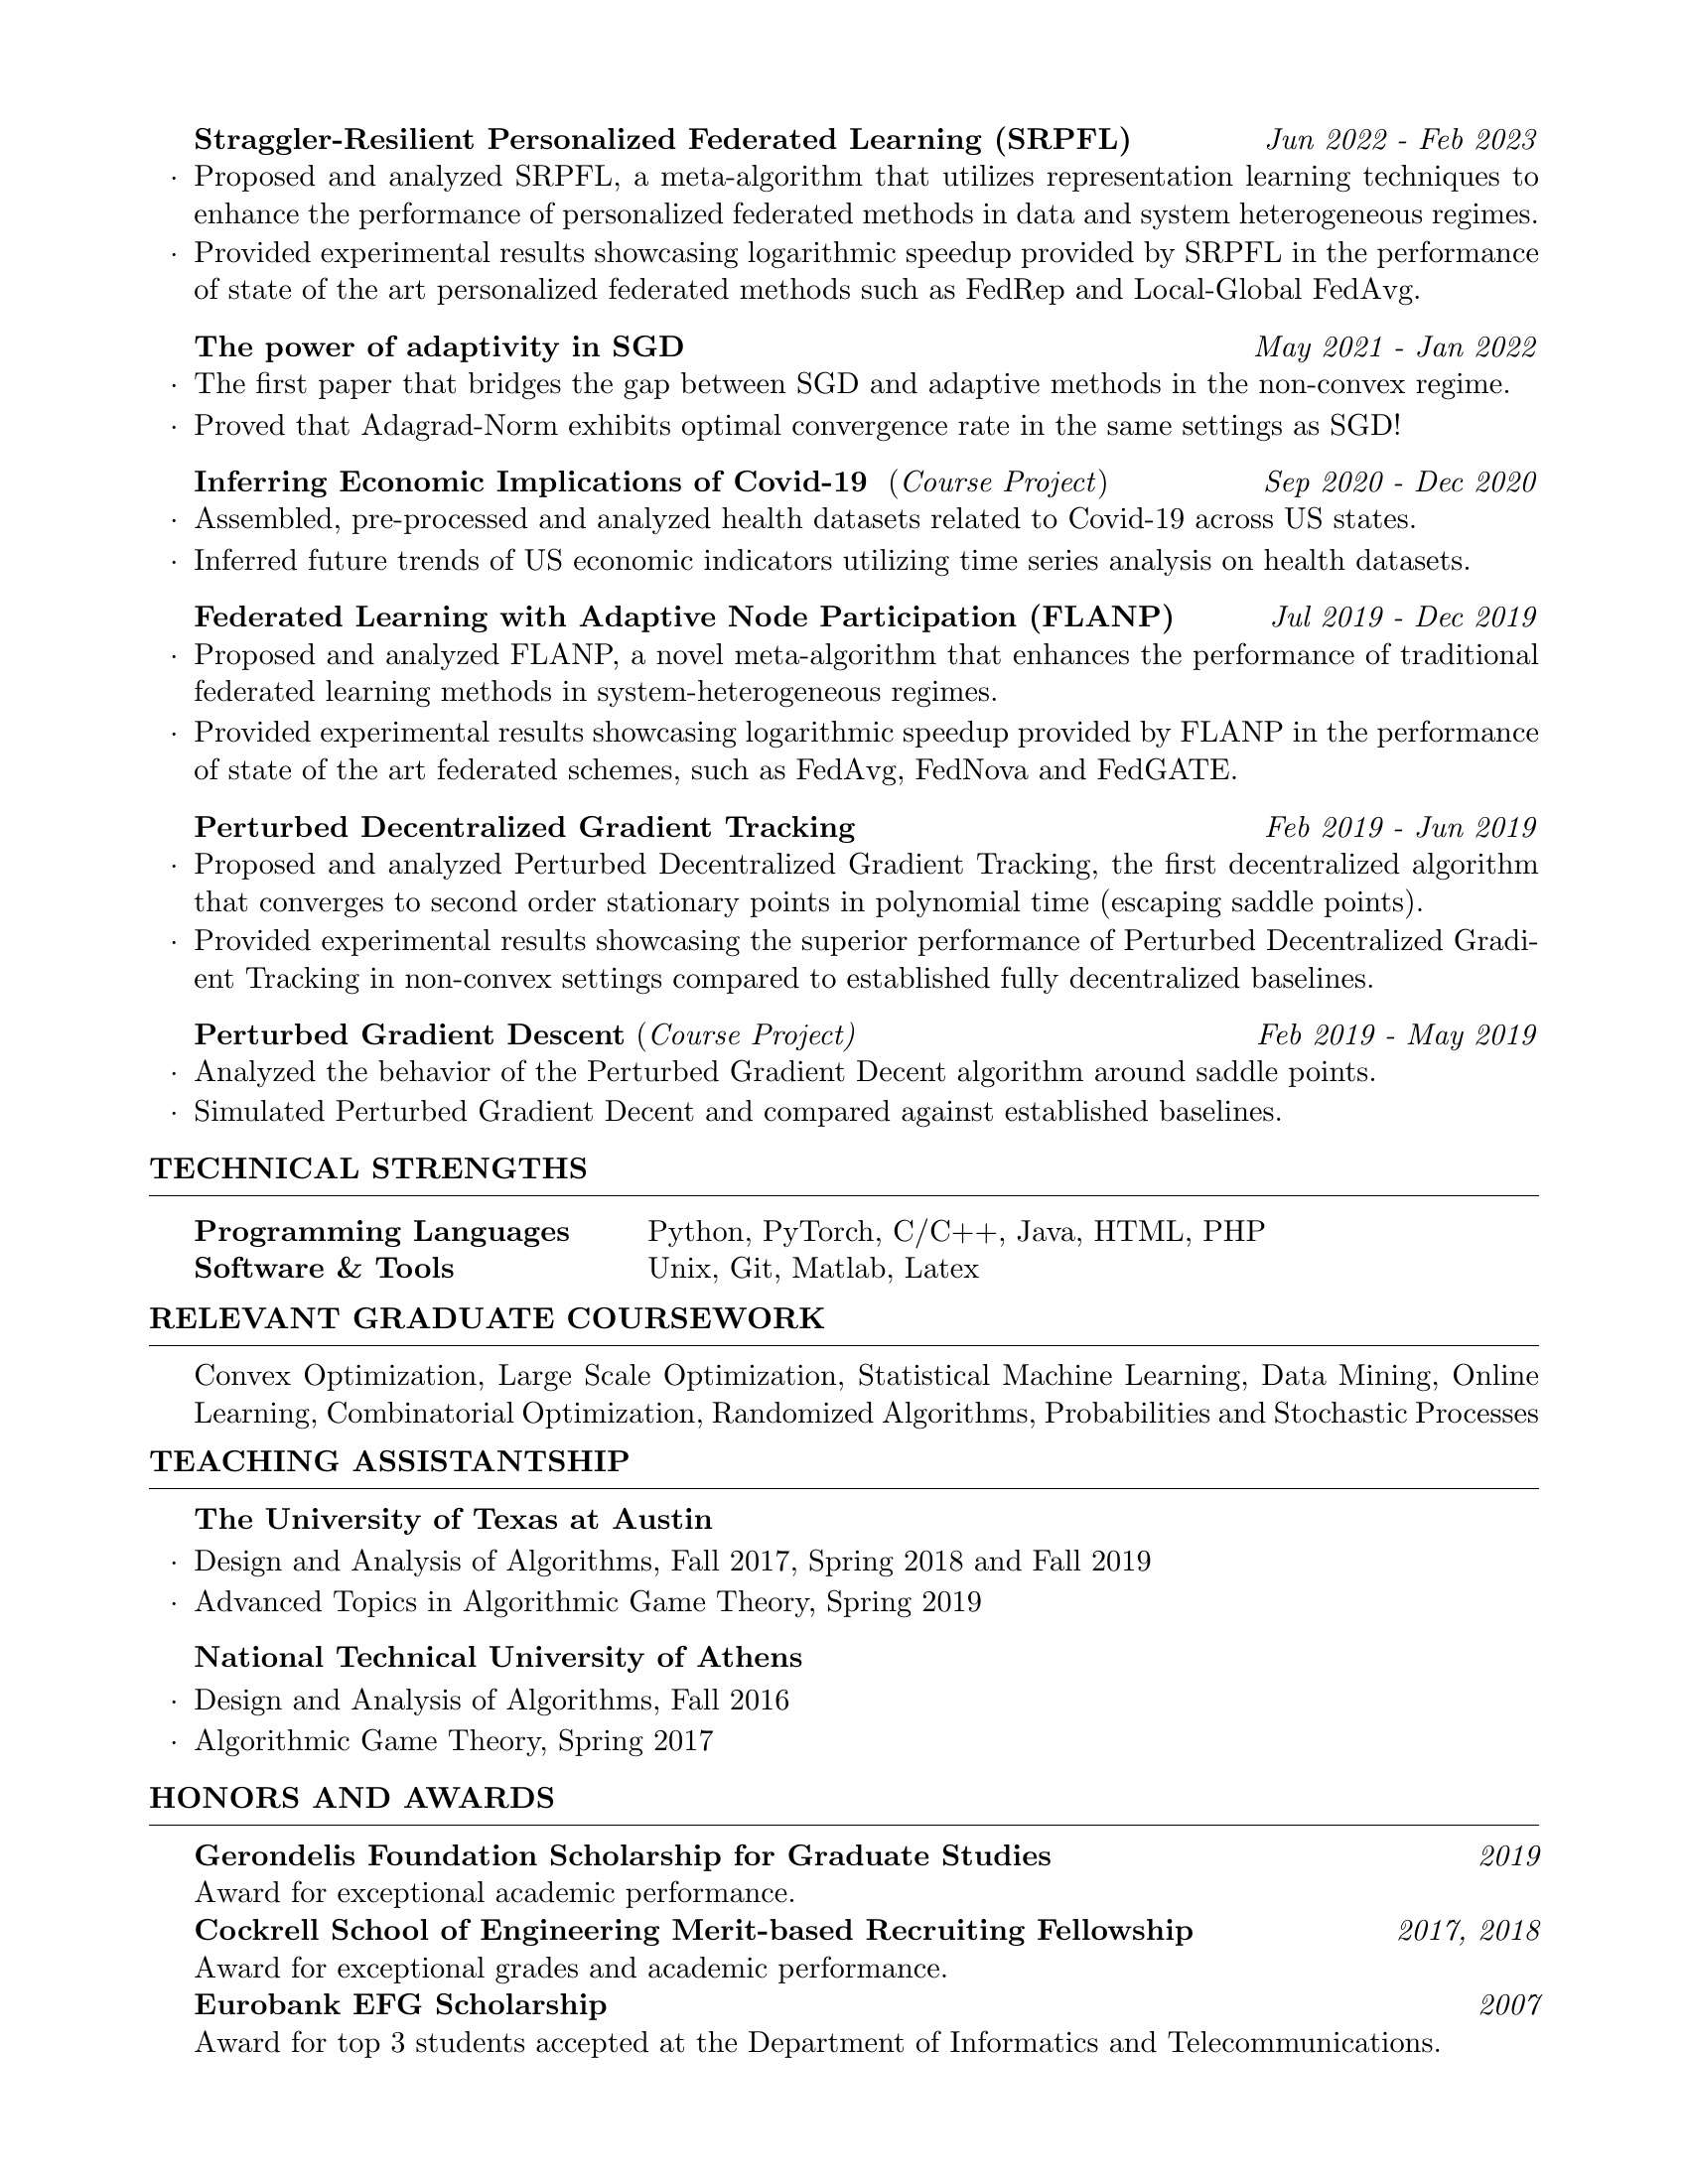 Straggler-Resilient Personalized Federated Learning (SRPFL) Jun 2022 - Feb 2023
· Proposed and analyzed SRPFL, a meta-algorithm that utilizes representation learning techniques to
enhance the performance of personalized federated methods in data and system heterogeneous regimes.
· Provided experimental results showcasing logarithmic speedup provided by SRPFL in the performance
of state of the art personalized federated methods such as FedRep and Local-Global FedAvg.
The power of adaptivity in SGD May 2021 - Jan 2022
· The first paper that bridges the gap between SGD and adaptive methods in the non-convex regime.
· Proved that Adagrad-Norm exhibits optimal convergence rate in the same settings as SGD!
Inferring Economic Implications of Covid-19 (Course Project) Sep 2020 - Dec 2020
· Assembled, pre-processed and analyzed health datasets related to Covid-19 across US states.
· Inferred future trends of US economic indicators utilizing time series analysis on health datasets.
Federated Learning with Adaptive Node Participation (FLANP) Jul 2019 - Dec 2019
· Proposed and analyzed FLANP, a novel meta-algorithm that enhances the performance of traditional
federated learning methods in system-heterogeneous regimes.
· Provided experimental results showcasing logarithmic speedup provided by FLANP in the performance
of state of the art federated schemes, such as FedAvg, FedNova and FedGATE.
Perturbed Decentralized Gradient Tracking Feb 2019 - Jun 2019
· Proposed and analyzed Perturbed Decentralized Gradient Tracking, the first decentralized algorithm
that converges to second order stationary points in polynomial time (escaping saddle points).
· Provided experimental results showcasing the superior performance of Perturbed Decentralized Gradi-
ent Tracking in non-convex settings compared to established fully decentralized baselines.
Perturbed Gradient Descent (Course Project) Feb 2019 - May 2019
· Analyzed the behavior of the Perturbed Gradient Decent algorithm around saddle points.
· Simulated Perturbed Gradient Decent and compared against established baselines.
TECHNICAL STRENGTHS
Programming Languages Python, PyTorch, C/C++, Java, HTML, PHP
Software & Tools Unix, Git, Matlab, Latex
RELEVANT GRADUATE COURSEWORK
Convex Optimization, Large Scale Optimization, Statistical Machine Learning, Data Mining, Online
Learning, Combinatorial Optimization, Randomized Algorithms, Probabilities and Stochastic Processes
TEACHING ASSISTANTSHIP
The University of Texas at Austin
· Design and Analysis of Algorithms, Fall 2017, Spring 2018 and Fall 2019
· Advanced Topics in Algorithmic Game Theory, Spring 2019
National Technical University of Athens
· Design and Analysis of Algorithms, Fall 2016
· Algorithmic Game Theory, Spring 2017
HONORS AND AWARDS
Gerondelis Foundation Scholarship for Graduate Studies 2019
Award for exceptional academic performance.
Cockrell School of Engineering Merit-based Recruiting Fellowship 2017, 2018
Award for exceptional grades and academic performance.
Eurobank EFG Scholarship 2007
Award for top 3 students accepted at the Department of Informatics and Telecommunications.